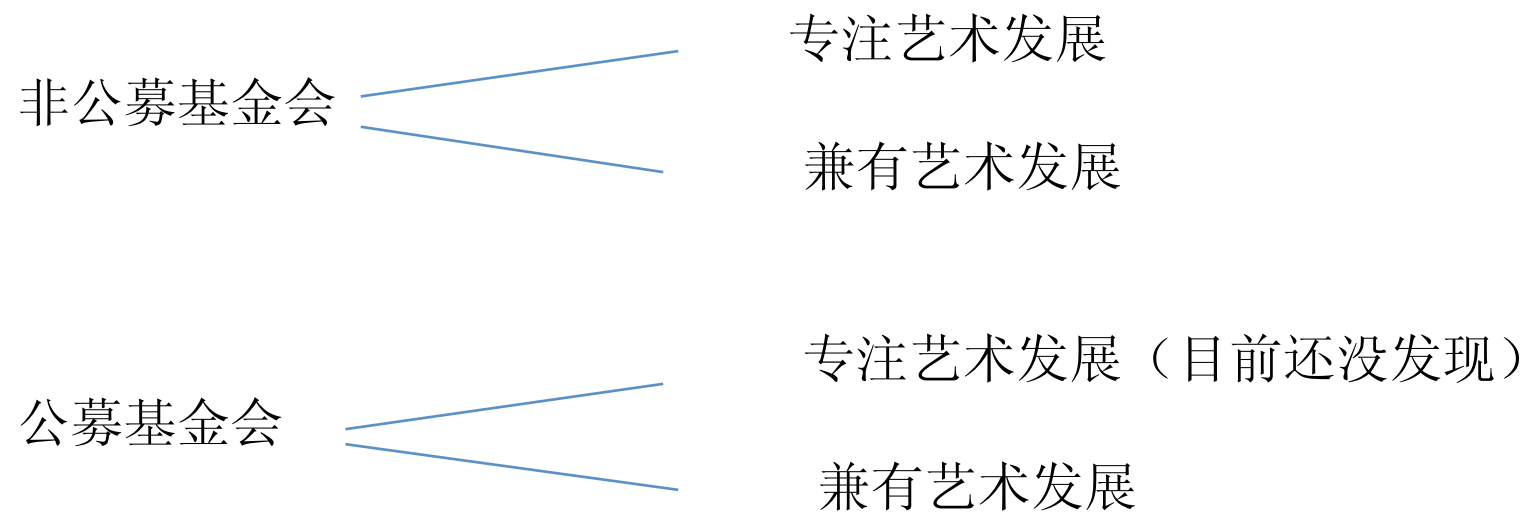 专注艺术发展
非公募基金会
兼有艺术发展
专注艺术发展（目前还没发现）
公募基金会
兼有艺术发展